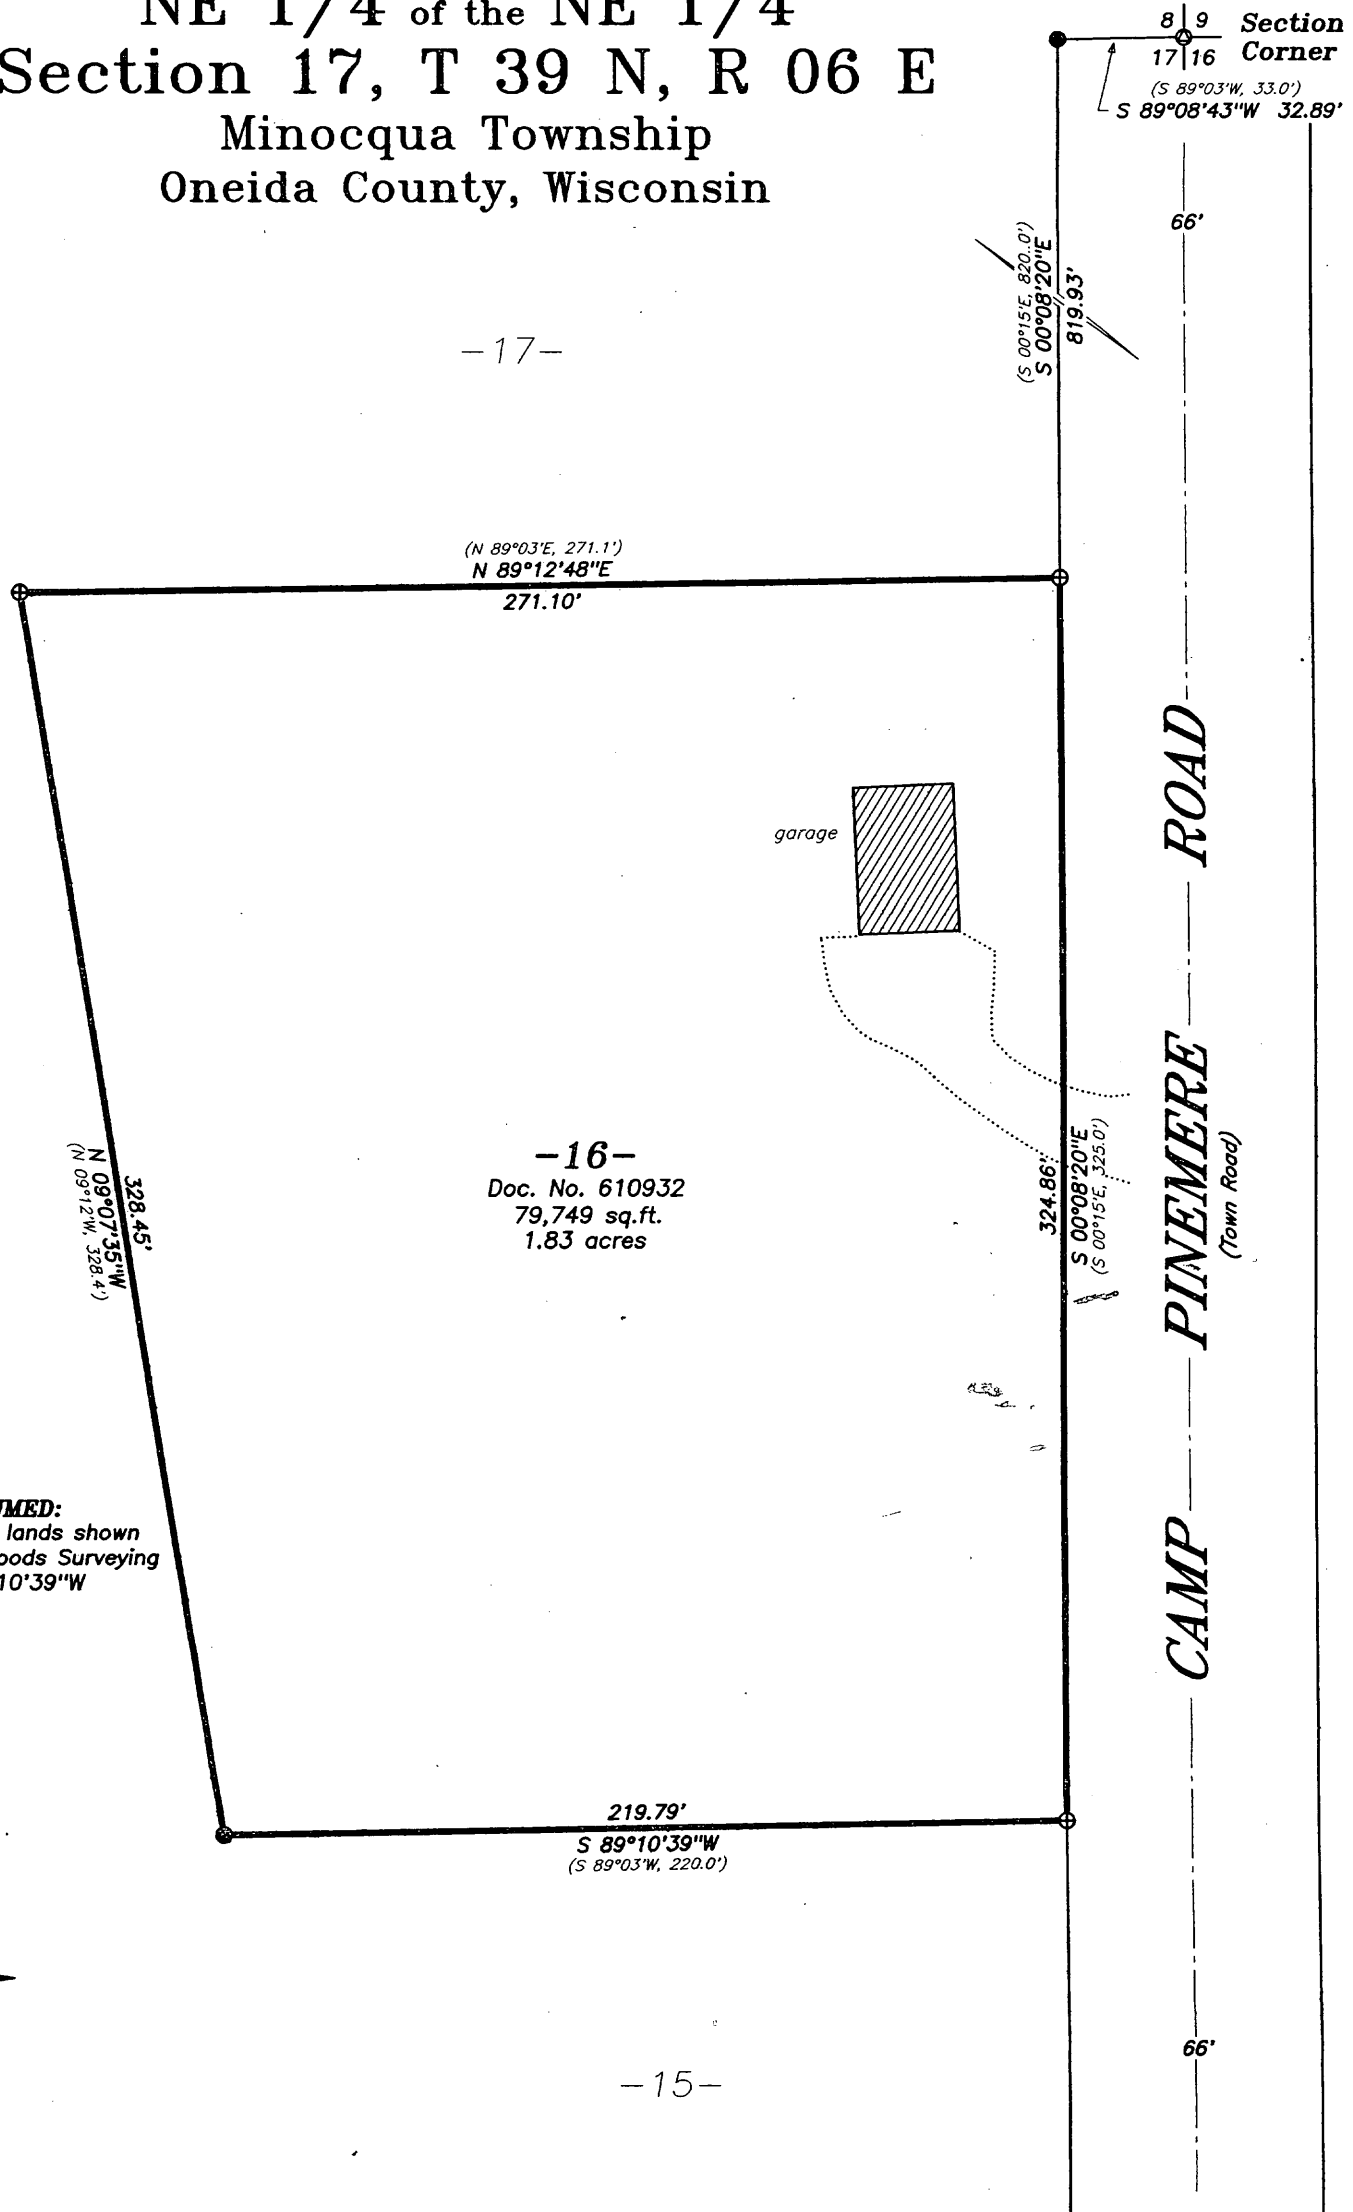 NE 1/4 of the NE 1/4
Section 17, T 39 N, R 06 E
Minocqua Township
Oneida County, Wisconsin
8 9
17 16
Section
Corner
(S 89°03'W, 33.0')
S 89°08'43"W 32.89'
66'
(S 00°15'E, 820.0')
S 00°08'20"E
819.93'
-17-
(N 89°03'E, 271.1')
N 89°12'48"E
271.10'
garage
CAMP PINEMERE ROAD
(Town Road)
-16-
Doc. No. 610932
79,749 sq.ft.
1.83 acres
324.86'
S 00°08'20"E
(S 00°15'E, 325.0')
328.45'
N 09°07'35"W
(N 09°12'W, 328.4')
UMED:
lands shown
oods Surveying
10'39"W
219.79'
S 89°10'39"W
(S 89°03'W, 220.0')
66'
-15-